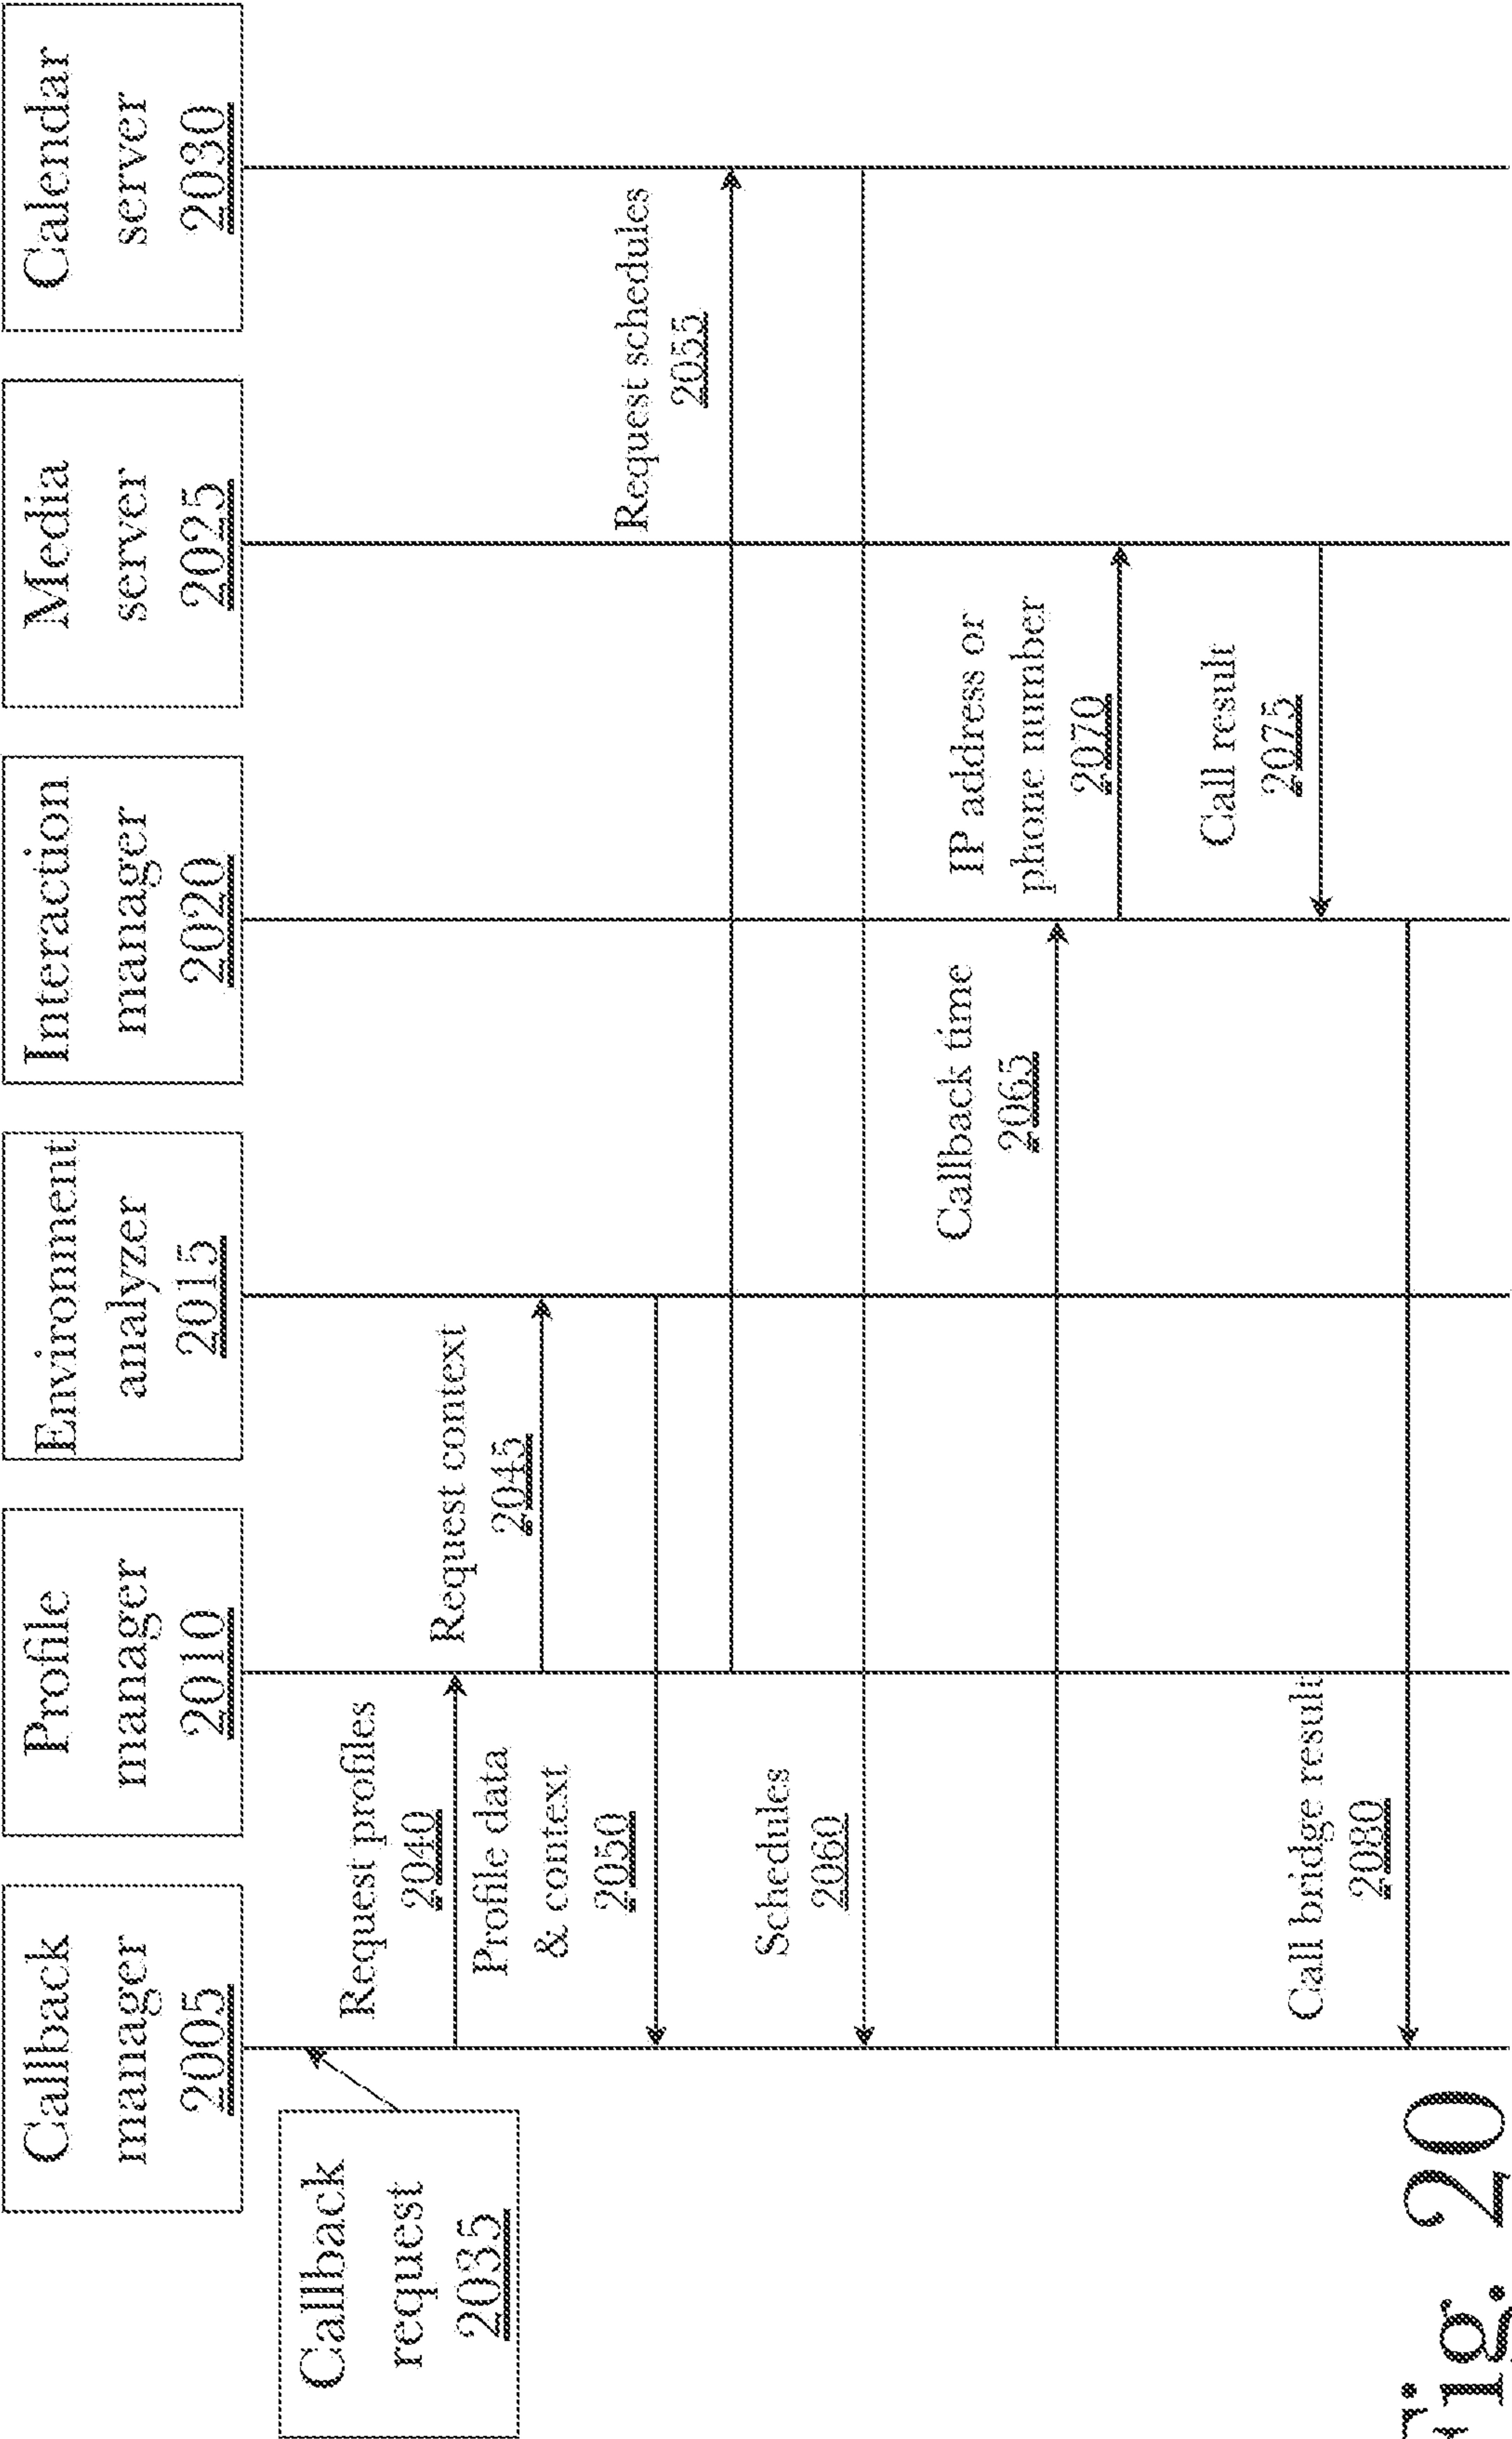 Callback
manager
2005
Profile
manager
2010
Environment
analyzer
2015
Interaction
manager
2020
Media
server
2025
Calendar
server
2030
Callback
request
2035
Request profiles
2040
Request context
2045
Profile data
& context
2050
Request schedules
2055
Schedules
2060
Callback time
2065
IP address or
phone number
2070
Call result
2075
Call bridge result
2080
Fig. 20